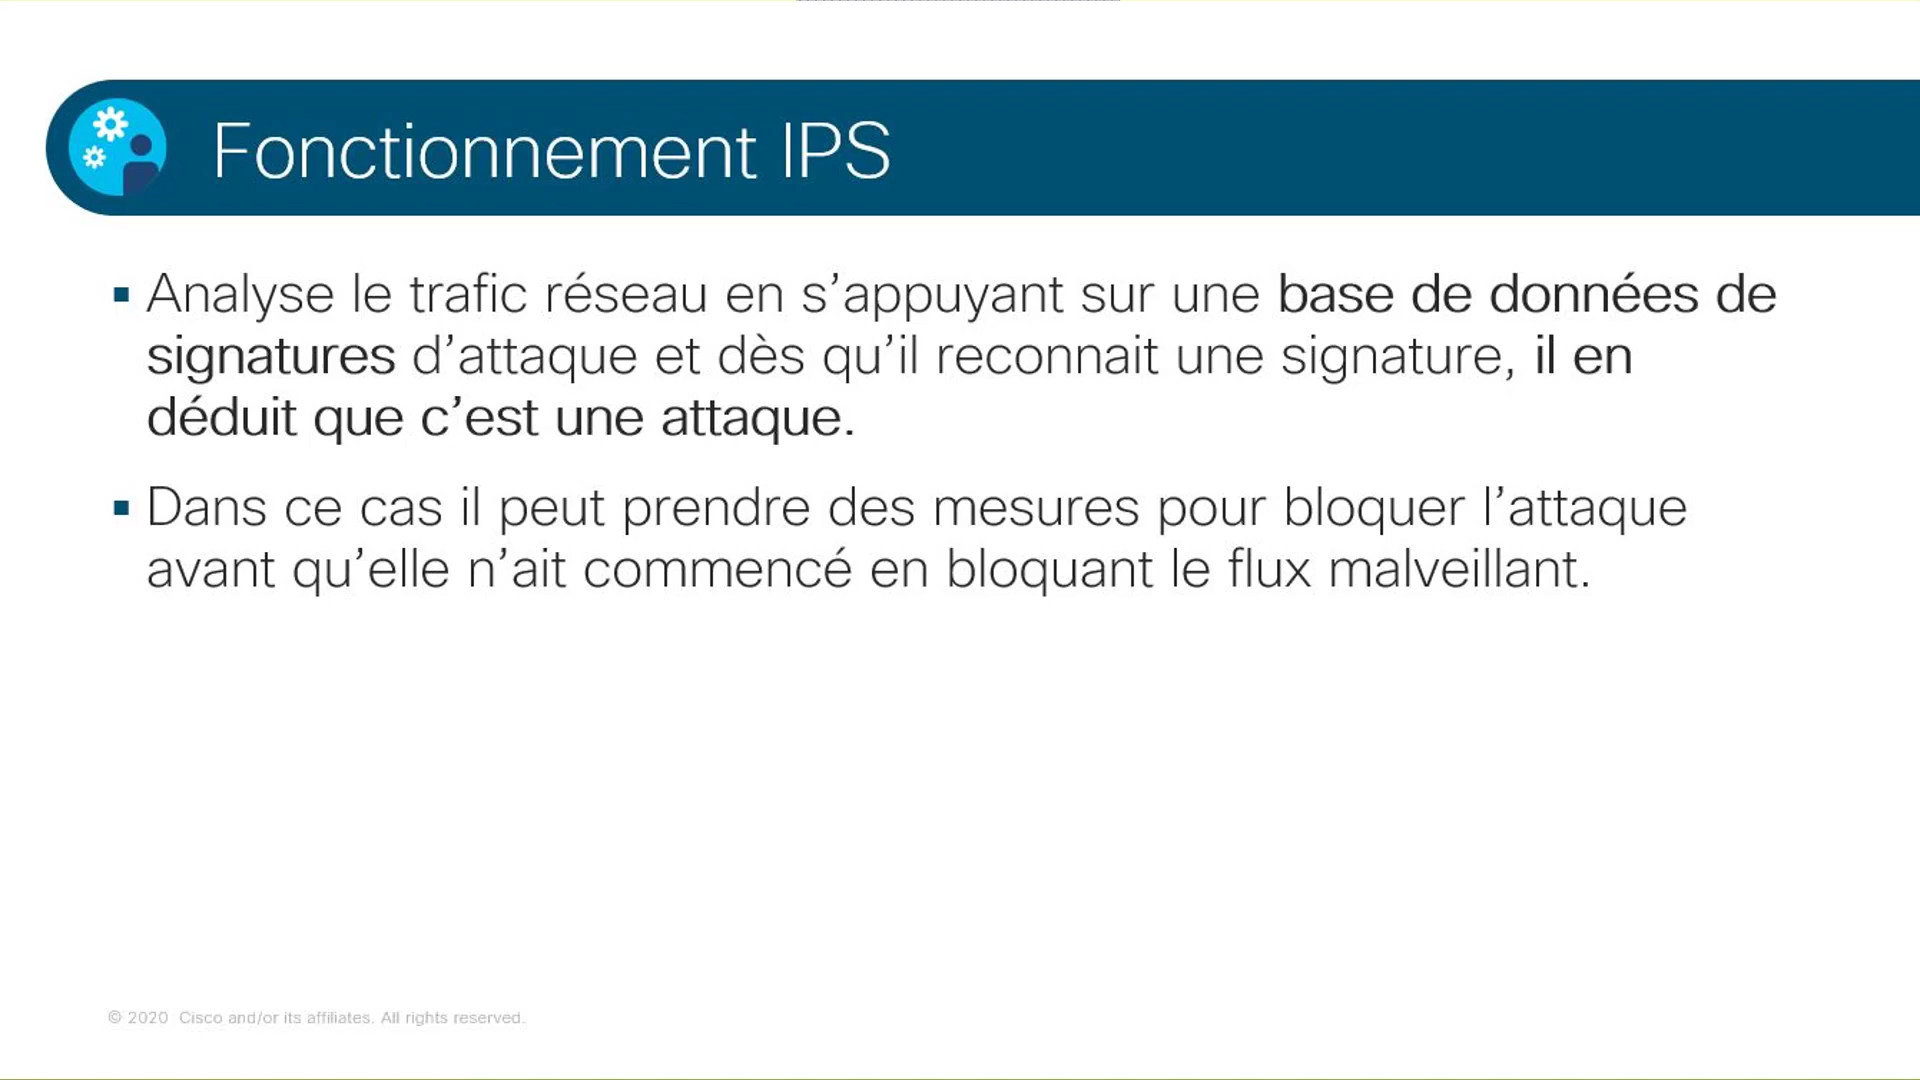 Fonctionnement IPS
Analyse le trafic réseau en s’appuyant sur une base de données de
signatures d’attaque et dès qu’il reconnait une signature, il en
déduit que c’est une attaque.
Dans ce cas il peut prendre des mesures pour bloquer l’attaque
avant qu’elle n’ait commencé en bloquant le flux malveillant.
© 2020 Cisco and/or its affiliates. All rights reserved.